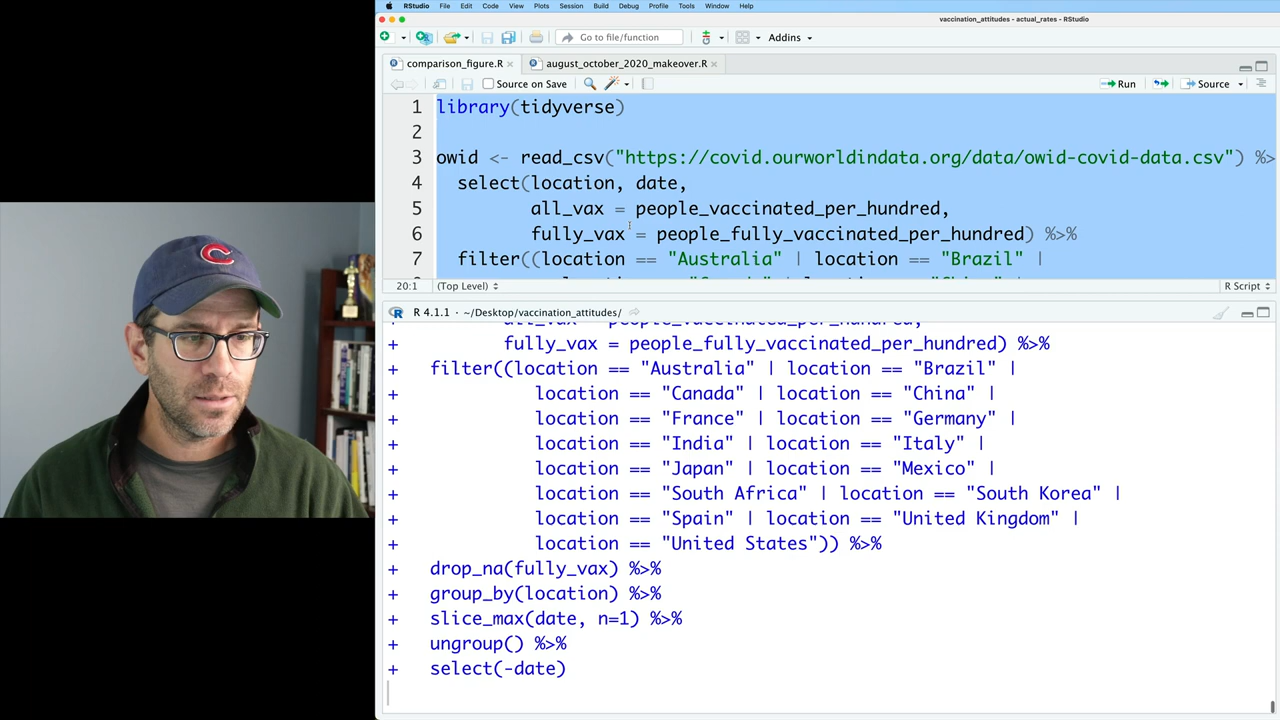 RStudio File Edit Code View Plots Session Build Debug Profile Tools Window Help
vaccination_attitudes - actual_rates - RStudio
Go to file/function Addins
comparison_figure.R august_october_2020_makeover.R
Source on Save Run Source
1 library(tidyverse)
2
3 owid <- read_csv("https://covid.ourworldindata.org/data/owid-covid-data.csv") %>
4 select(location, date,
5 all_vax = people_vaccinated_per_hundred,
6 fully_vax = people_fully_vaccinated_per_hundred) %>%
7 filter((location == "Australia" | location == "Brazil" |
20:1 (Top Level) R Script
R 4.1.1 · ~/Desktop/vaccination_attitudes/
+ all_vax = people_vaccinated_per_hundred,
+ fully_vax = people_fully_vaccinated_per_hundred) %>%
+ filter((location == "Australia" | location == "Brazil" |
+ location == "Canada" | location == "China" |
+ location == "France" | location == "Germany" |
+ location == "India" | location == "Italy" |
+ location == "Japan" | location == "Mexico" |
+ location == "South Africa" | location == "South Korea" |
+ location == "Spain" | location == "United Kingdom" |
+ location == "United States")) %>%
+ drop_na(fully_vax) %>%
+ group_by(location) %>%
+ slice_max(date, n=1) %>%
+ ungroup() %>%
+ select(-date)